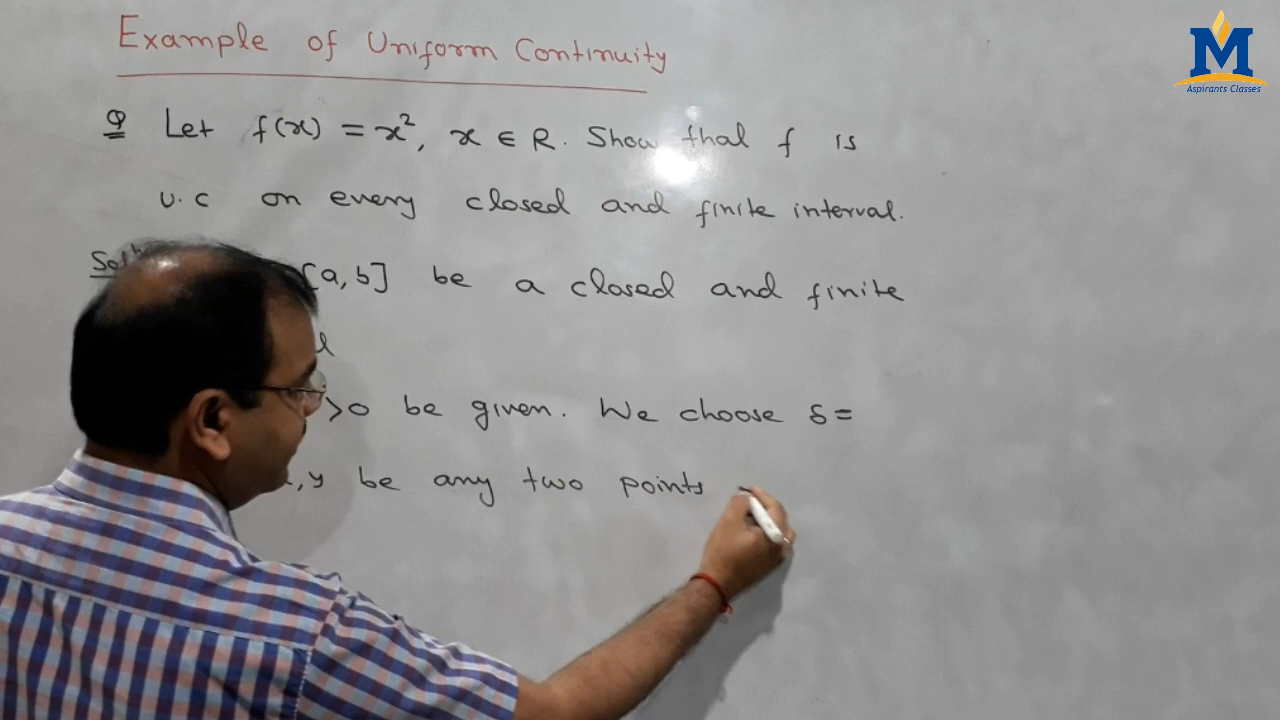 Example of Uniform Continuity
Q Let f(x) = x², x ∈ R. Show that f is
U.C on every closed and finite interval.
Solⁿ [a, b] be a closed and finite
>0 be given. We choose δ=
x, y be any two points
M
Aspirants Classes